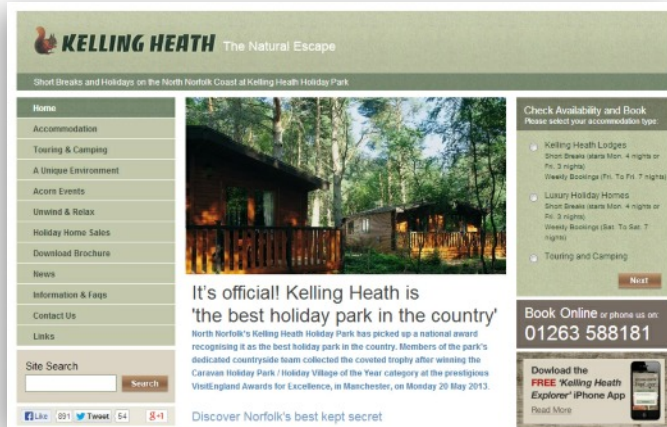 KELLING HEATH The Natural Escape
Short Breaks and Holidays on the North Norfolk Coast at Kelling Heath Holiday Park
Home
Accommodation
Touring & Camping
A Unique Environment
Acorn Events
Unwind & Relax
Holiday Home Sales
Download Brochure
News
Information & Faqs
Contact Us
Links
Site Search
Search
Like 891 Tweet 54 +1
It's official! Kelling Heath is
'the best holiday park in the country'
North Norfolk's Kelling Heath Holiday Park has picked up a national award
recognising it as the best holiday park in the country. Members of the park's
dedicated countryside team collected the coveted trophy after winning the
Caravan Holiday Park / Holiday Village of the Year category at the prestigious
VisitEngland Awards for Excellence, in Manchester, on Monday 20 May 2013.
Discover Norfolk's best kept secret
Check Availability and Book
Please select your accommodation type:
Kelling Heath Lodges
Short Breaks (starts Mon. 4 nights or
Fri. 3 nights)
Weekly Bookings (Fri. To Fri. 7 nights)
Luxury Holiday Homes
Short Breaks (stars Mon. 4 nights or
Fri. 3 nights)
Weekly Bookings (Sat. To Sat. 7
nights)
Touring and Camping
Next
Book Online or phone us on:
01263 588181
Dowload the
FREE 'Kelling Heath
Explorer' iPhone App
Read More